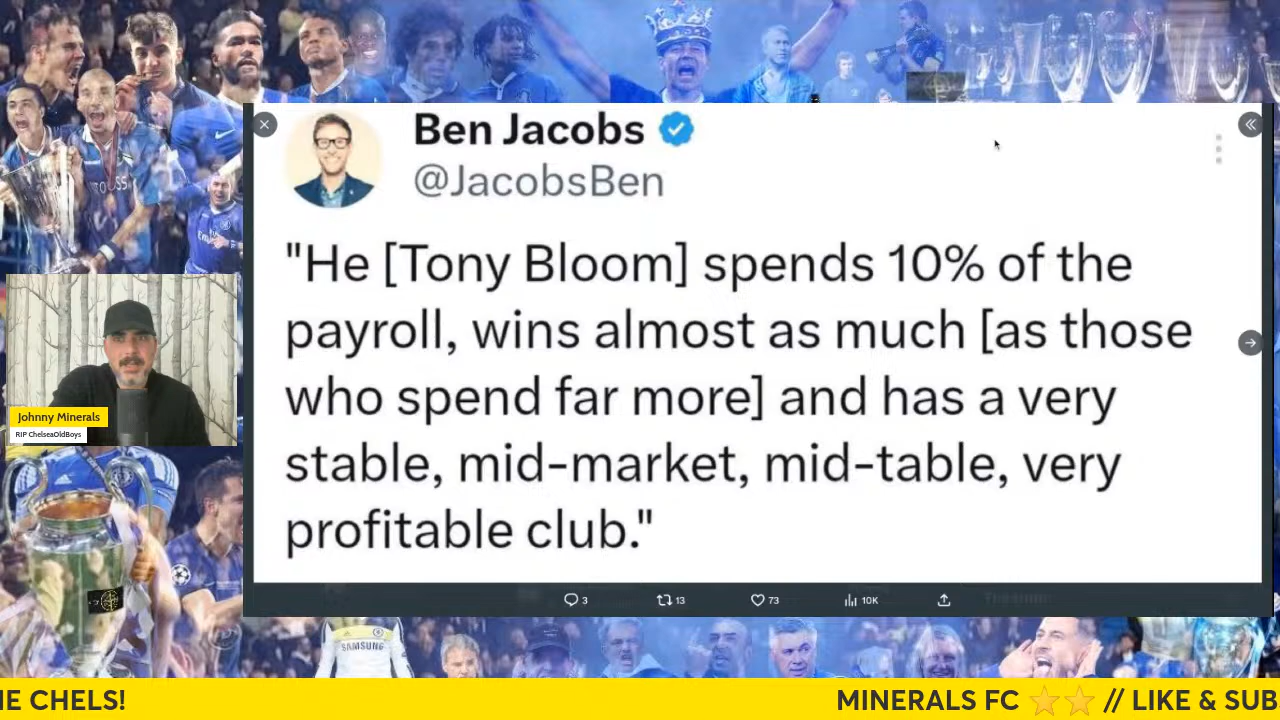 Ben Jacobs
@JacobsBen
"He [Tony Bloom] spends 10% of the
payroll, wins almost as much [as those
who spend far more] and has a very
stable, mid-market, mid-table, very
profitable club."
3
13
73
10K
Johnny Minerals
RIP ChelseaOldBoys
SAMSUNG
IE CHELS!
MINERALS FC ⭐⭐ // LIKE & SUB